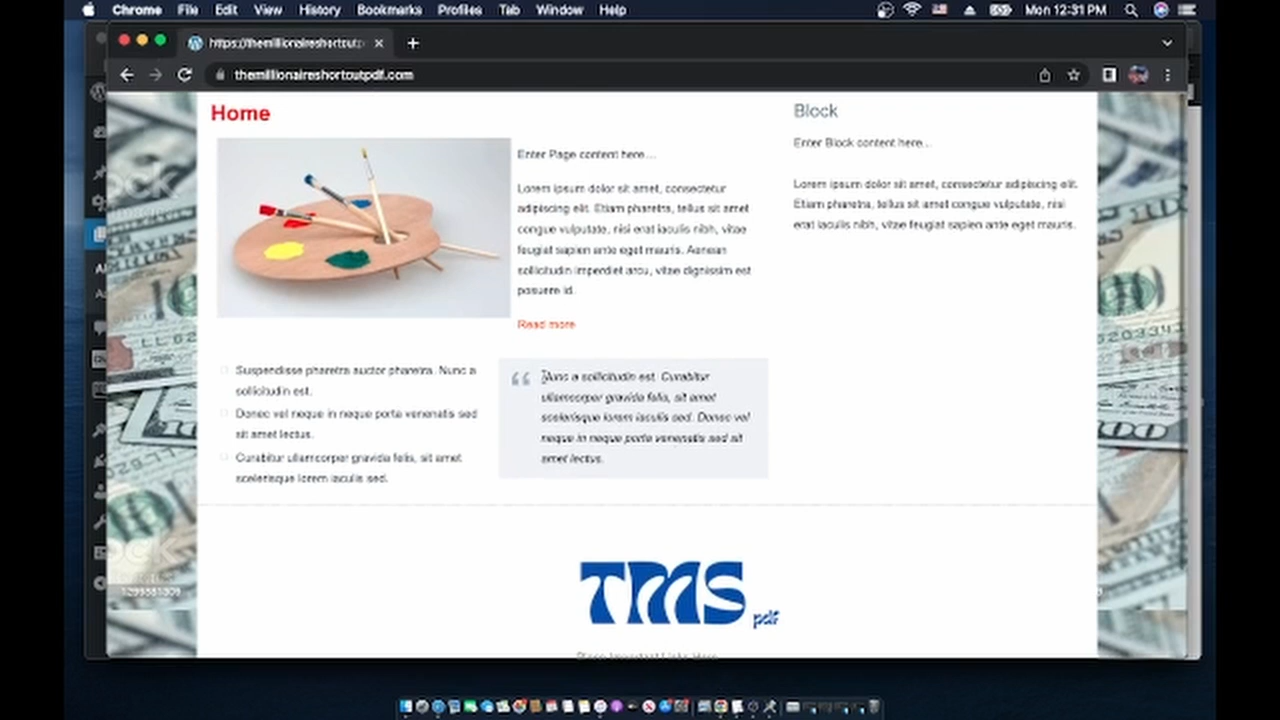 Chrome File Edit View History Bookmarks Profiles Tab Window Help Mon 12:31 PM
https://themillionaireshortcutp
themillionaireshortoutpdf.com
Home
Block
Enter Page content here...
Enter Block content here...
Lorem ipsum dolor sit amet, consectetur
adipiscing elit. Etiam pharetra, tellus sit amet
congue vulputate, nisi erat iaculis nibh, vitae
feugiat sapien ante eget mauris. Aenean
sollicitudin imperdiet arcu, vitae dignissim est
posuere id.
Lorem ipsum dolor sit amet, consectetur adipiscing elit.
Etiam pharetra, tellus sit amet congue vulputate, nisi
erat iaculis nibh, vitae feugiat sapien ante eget mauris.
Read more
Suspendisse pharetra auctor pharetra. Nunc a
sollicitudin est.
Donec vel neque in neque porta venenatis sed
sit amet lectus.
Curabitur ullamcorper gravida felis, sit amet
scelerisque lorem iaculis sed.
Nunc a sollicitudin est. Curabitur
ullamcorper gravida felis, sit amet
scelerisque lorem iaculis sed. Donec vel
neque in neque porta venenatis sed sit
amet lectus.
TMS pdf